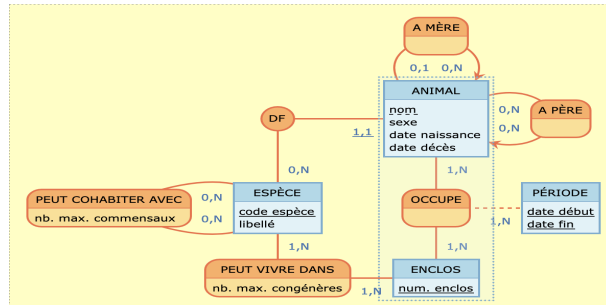 A MÈRE
0,1 0,N
ANIMAL
nom
sexe
date naissance
date décès
0,N
A PÈRE
0,N
DF
1,1
0,N
1,N
PEUT COHABITER AVEC
nb. max. commensaux
0,N
0,N
ESPÈCE
code espèce
libellé
OCCUPE
1,N
PÉRIODE
date début
date fin
1,N
1,N
PEUT VIVRE DANS
nb. max. congénères
1,N
ENCLOS
num. enclos